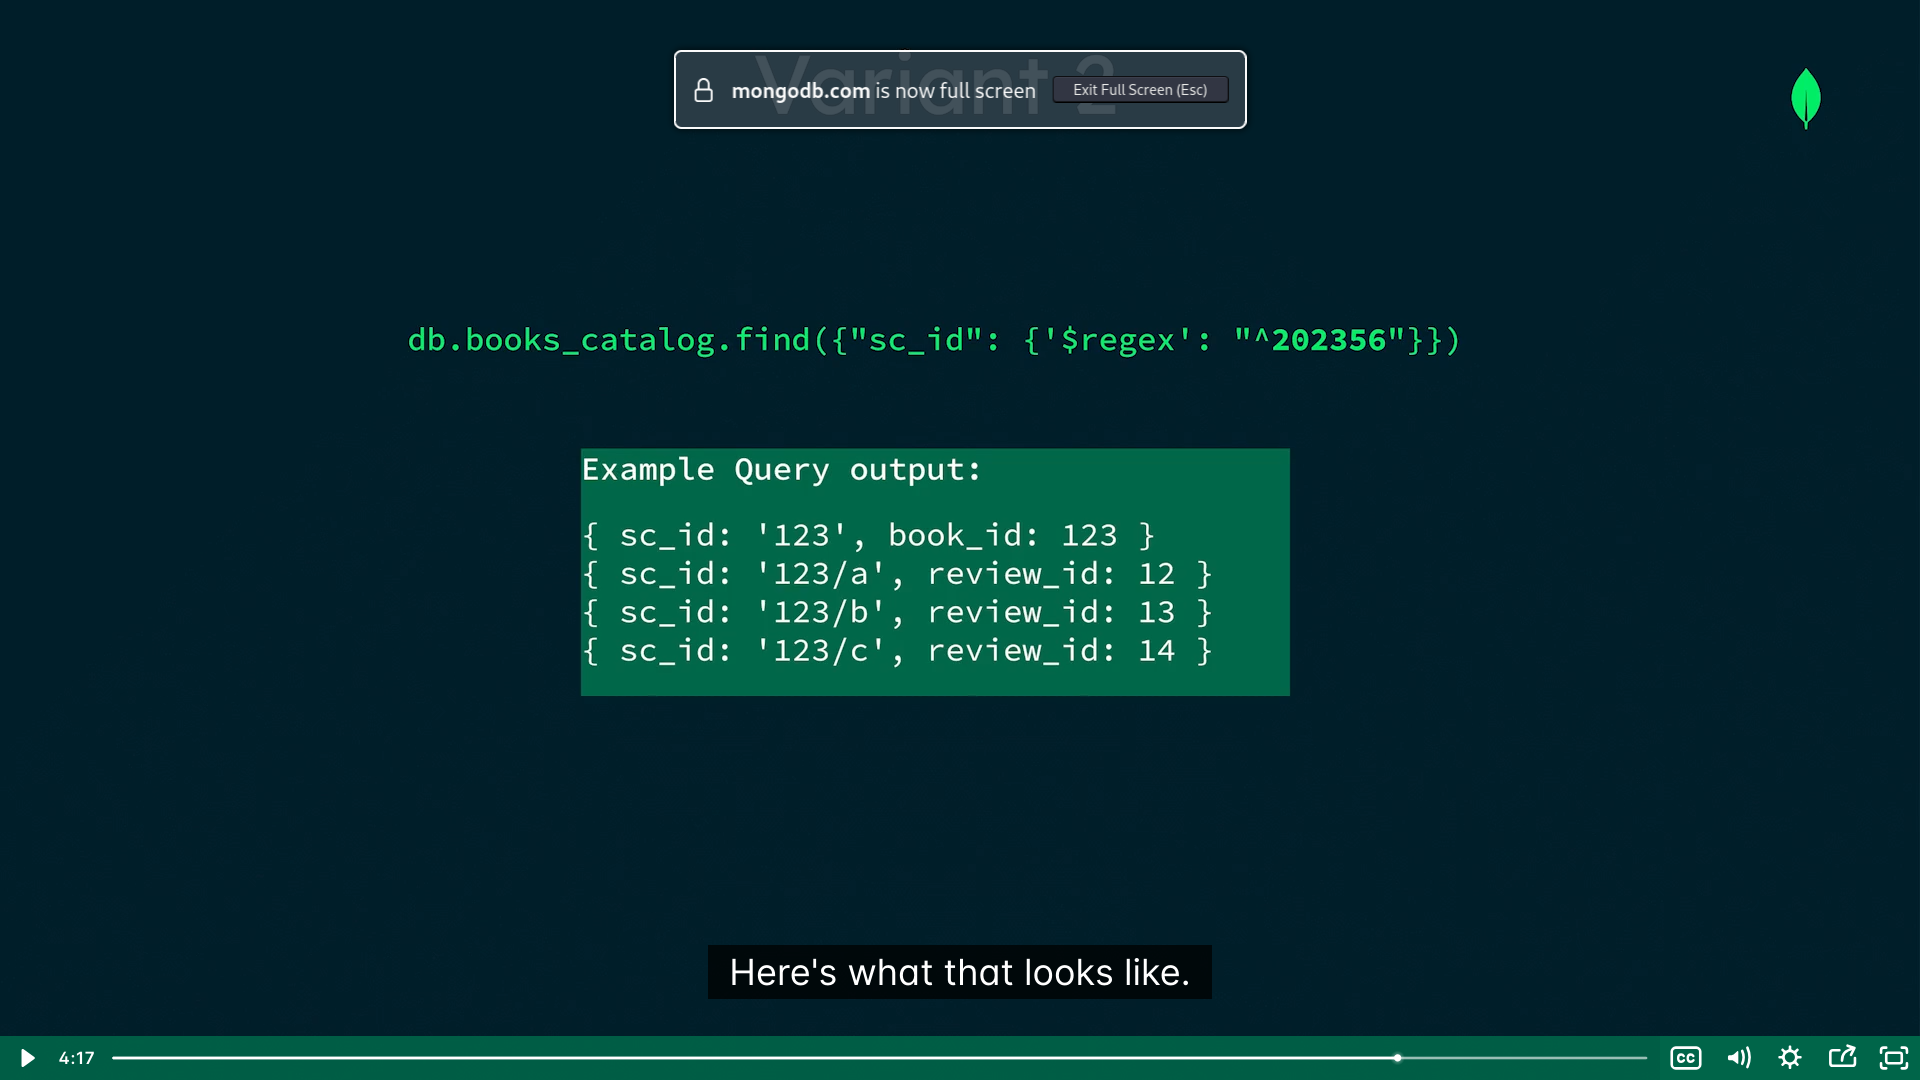 Variant 2
mongodb.com is now full screen
Exit Full Screen (Esc)
db.books_catalog.find({"sc_id": {'$regex': "^202356"}})
Example Query output:
{ sc_id: '123', book_id: 123 }
{ sc_id: '123/a', review_id: 12 }
{ sc_id: '123/b', review_id: 13 }
{ sc_id: '123/c', review_id: 14 }
Here's what that looks like.
4:17
CC